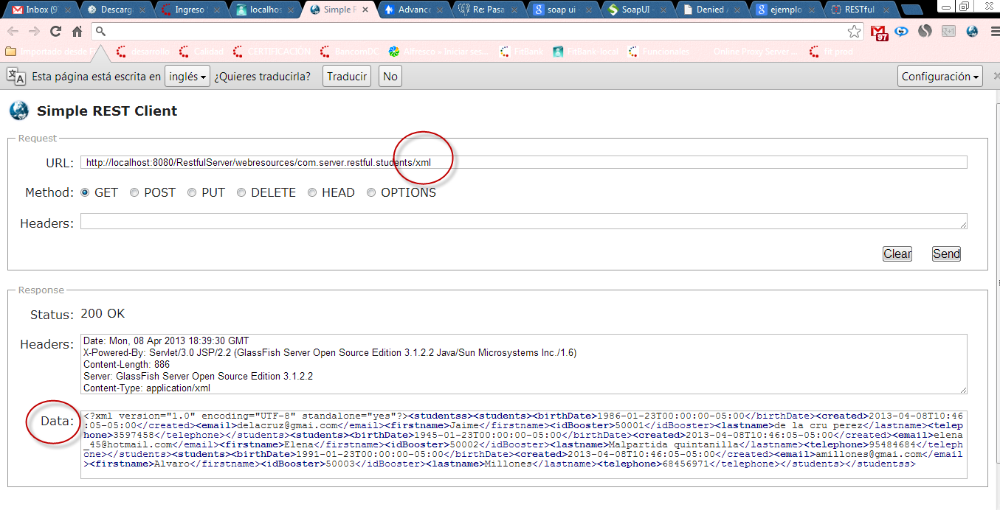 Inbox (9 Descarg Ingreso localhos Simple R Advance Re: Pasa soap ui - SoapUI - Denied ejemplo RESTful
97
Importado desde F desarrollo Calidad CERTIFICACIÓN BancomDC Alfresco » Iniciar ses... FitBank FitBank-local Funcionales Online Proxy Server... fit prod
Esta página está escrita en inglés ¿Quieres traducirla? Traducir No Configuración
Simple REST Client
Request
URL: http://localhost:8080/RestfulServer/webresources/com.server.restful.students/xml
Method: GET POST PUT DELETE HEAD OPTIONS
Headers:
Clear Send
Response
Status: 200 OK
Headers: Date: Mon, 08 Apr 2013 18:39:30 GMT
X-Powered-By: Servlet/3.0 JSP/2.2 (GlassFish Server Open Source Edition 3.1.2.2 Java/Sun Microsystems Inc./1.6)
Content-Length: 886
Server: GlassFish Server Open Source Edition 3.1.2.2
Content-Type: application/xml
Data: <?xml version="1.0" encoding="UTF-8" standalone="yes"?><studentss><students><birthDate>1986-01-23T00:00:00-05:00</birthDate><created>2013-04-08T10:46
:05-05:00</created><email>delacruz@gmai.com</email><firstname>Jaime</firstname><idBooster>50001</idBooster><lastname>de la cru perez</lastname><telep
hone>3597458</telephone></students><students><birthDate>1945-01-23T00:00:00-05:00</birthDate><created>2013-04-08T10:46:05-05:00</created><email>elena
_45@hotmail.com</email><firstname>Elena</firstname><idBooster>50002</idBooster><lastname>Malpartida quintanilla</lastname><telephone>95484684</teleph
one></students><students><birthDate>1991-01-23T00:00:00-05:00</birthDate><created>2013-04-08T10:46:05-05:00</created><email>amillones@gmai.com</email
><firstname>Alvaro</firstname><idBooster>50003</idBooster><lastname>Millones</lastname><telephone>68456971</telephone></students></studentss>